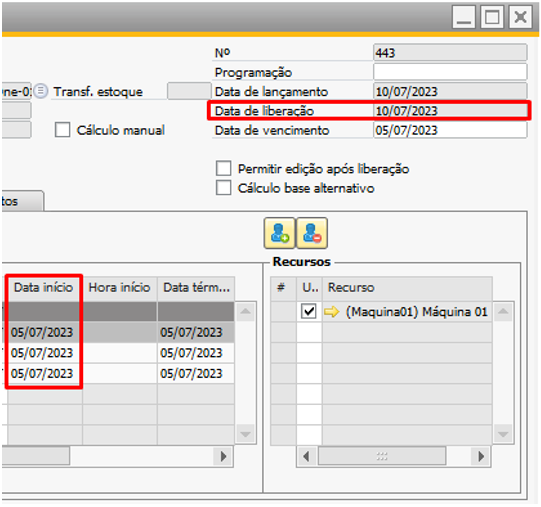 Nº 443
Programação
ne-0 Transf. estoque Data de lançamento 10/07/2023
Data de liberação 10/07/2023
Cálculo manual Data de vencimento 05/07/2023
Permitir edição após liberação
Cálculo base alternativo
tos
Recursos
Data início Hora início Data térm... # U.. Recurso
(Maquina01) Máquina 01
05/07/2023 05/07/2023
05/07/2023 05/07/2023
05/07/2023 05/07/2023